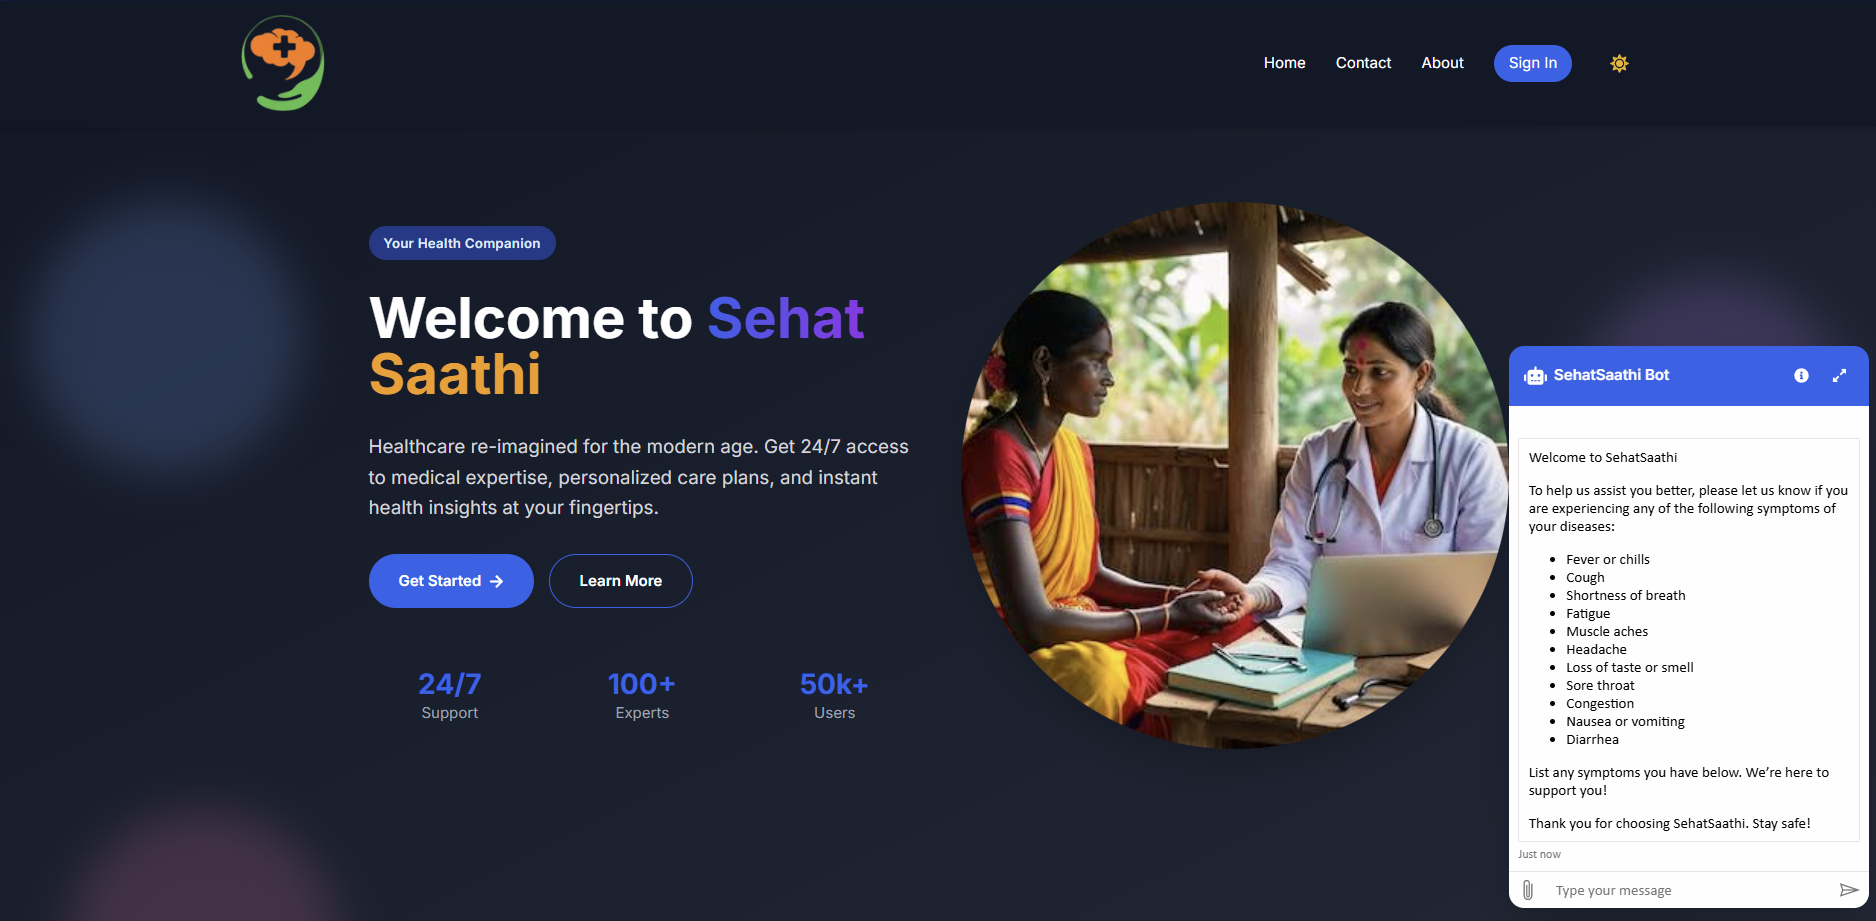 Home
Contact
About
Sign In
Your Health Companion
Welcome to Sehat
Saathi
Healthcare re-imagined for the modern age. Get 24/7 access
to medical expertise, personalized care plans, and instant
health insights at your fingertips.
Get Started
Learn More
24/7
Support
100+
Experts
50k+
Users
SehatSaathi Bot
Welcome to SehatSaathi
To help us assist you better, please let us know if you
are experiencing any of the following symptoms of
your diseases:
Fever or chills
Cough
Shortness of breath
Fatigue
Muscle aches
Headache
Loss of taste or smell
Sore throat
Congestion
Nausea or vomiting
Diarrhea
List any symptoms you have below. We’re here to
support you!
Thank you for choosing SehatSaathi. Stay safe!
Just now
Type your message